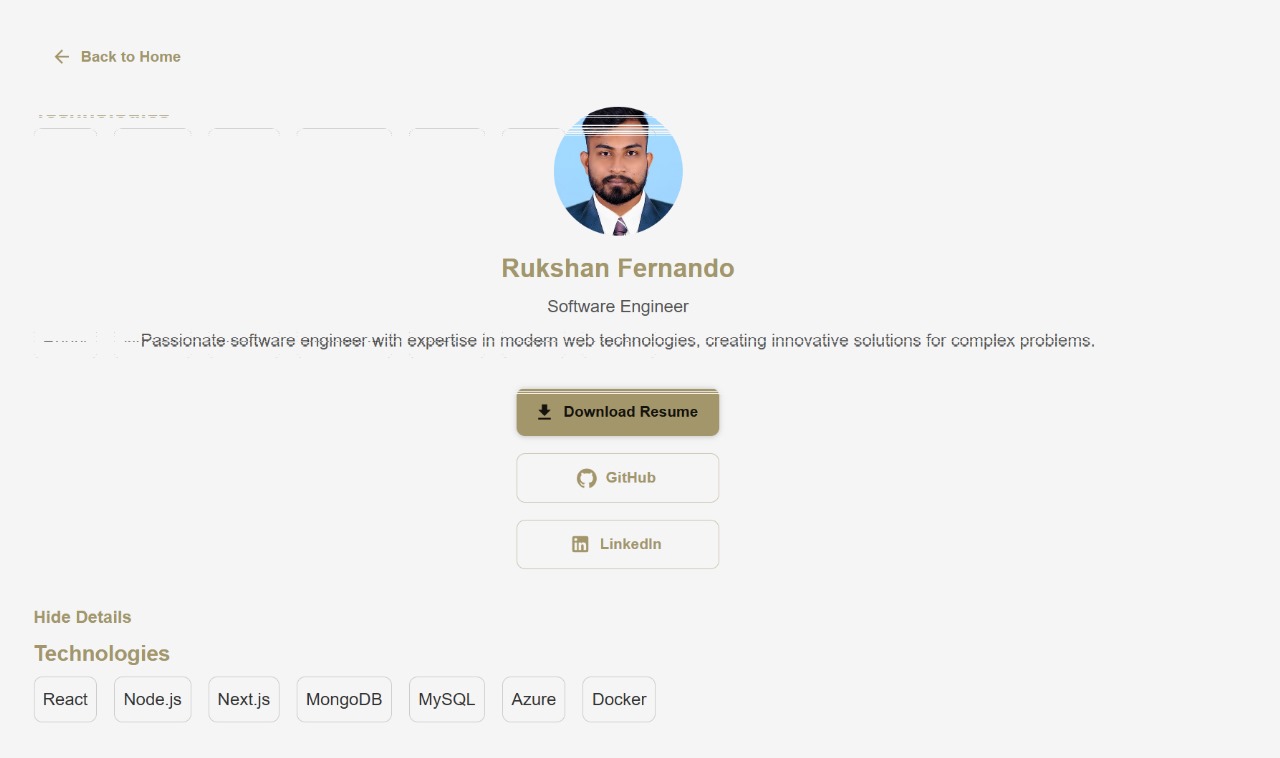 Back to Home
Rukshan Fernando
Software Engineer
Passionate software engineer with expertise in modern web technologies, creating innovative solutions for complex problems.
Download Resume
GitHub
LinkedIn
Hide Details
Technologies
React Node.js Next.js MongoDB MySQL Azure Docker